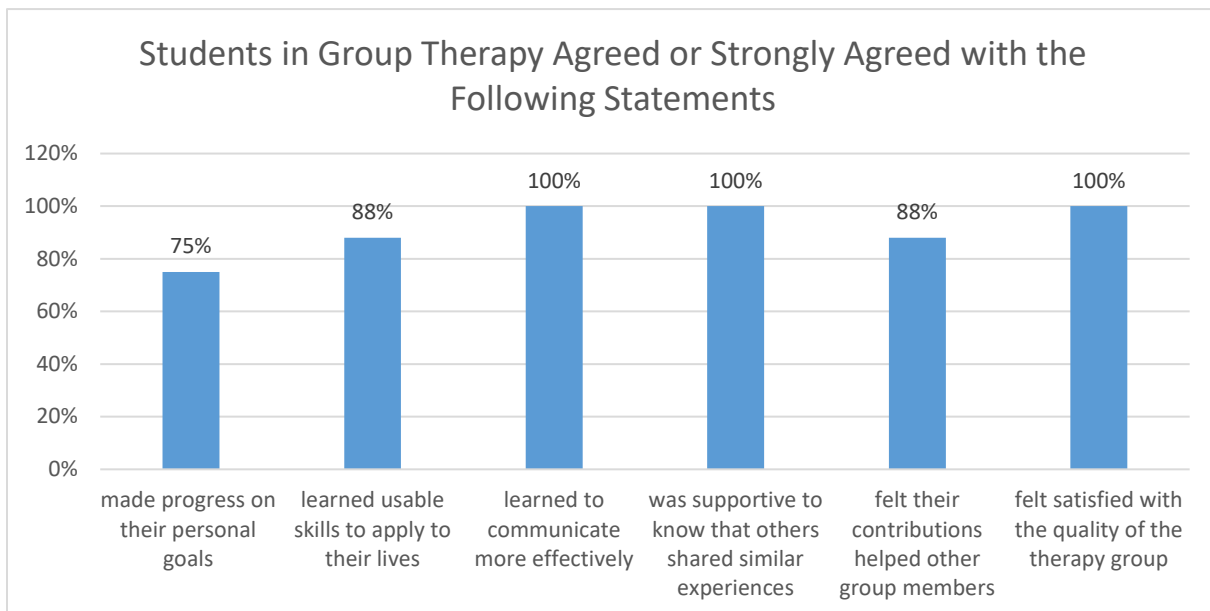 Students in Group Therapy Agreed or Strongly Agreed with the
Following Statements
120%
100%
80%
60%
40%
20%
0%
75%
88%
100%
100%
88%
100%
made progress on
their personal
goals
learned usable
skills to apply to
their lives
learned to
communicate
more effectively
was supportive to
know that others
shared similar
experiences
felt their
contributions
helped other
group members
felt satisfied with
the quality of the
therapy group